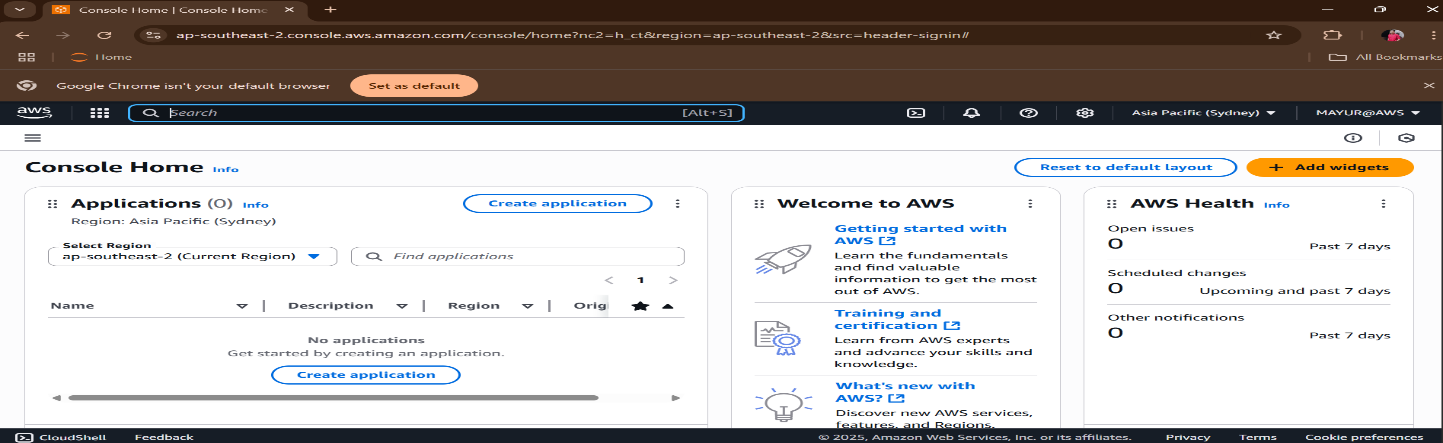 Console Home | Console Home
ap-southeast-2.console.aws.amazon.com/console/home?nc2=h_ct&region=ap-southeast-2&src=header-signin#
Home
All Bookmarks
Google Chrome isn't your default browser
Set as default
aws
Search
[Alt+S]
Asia Pacific (Sydney)
MAYUR@AWS
Console Home Info
Reset to default layout
+ Add widgets
Applications (0) Info
Region: Asia Pacific (Sydney)
Create application
Select Region
ap-southeast-2 (Current Region)
Find applications
< 1 >
Name
Description
Region
Orig
No applications
Get started by creating an application.
Create application
Welcome to AWS
Getting started with
AWS
Learn the fundamentals
and find valuable
information to get the most
out of AWS.
Training and
certification
Learn from AWS experts
and advance your skills and
knowledge.
What's new with
AWS?
Discover new AWS services,
features, and Regions.
AWS Health Info
Open issues
0
Past 7 days
Scheduled changes
0
Upcoming and past 7 days
Other notifications
0
Past 7 days
CloudShell
Feedback
© 2025, Amazon Web Services, Inc. or its affiliates.
Privacy
Terms
Cookie preferences